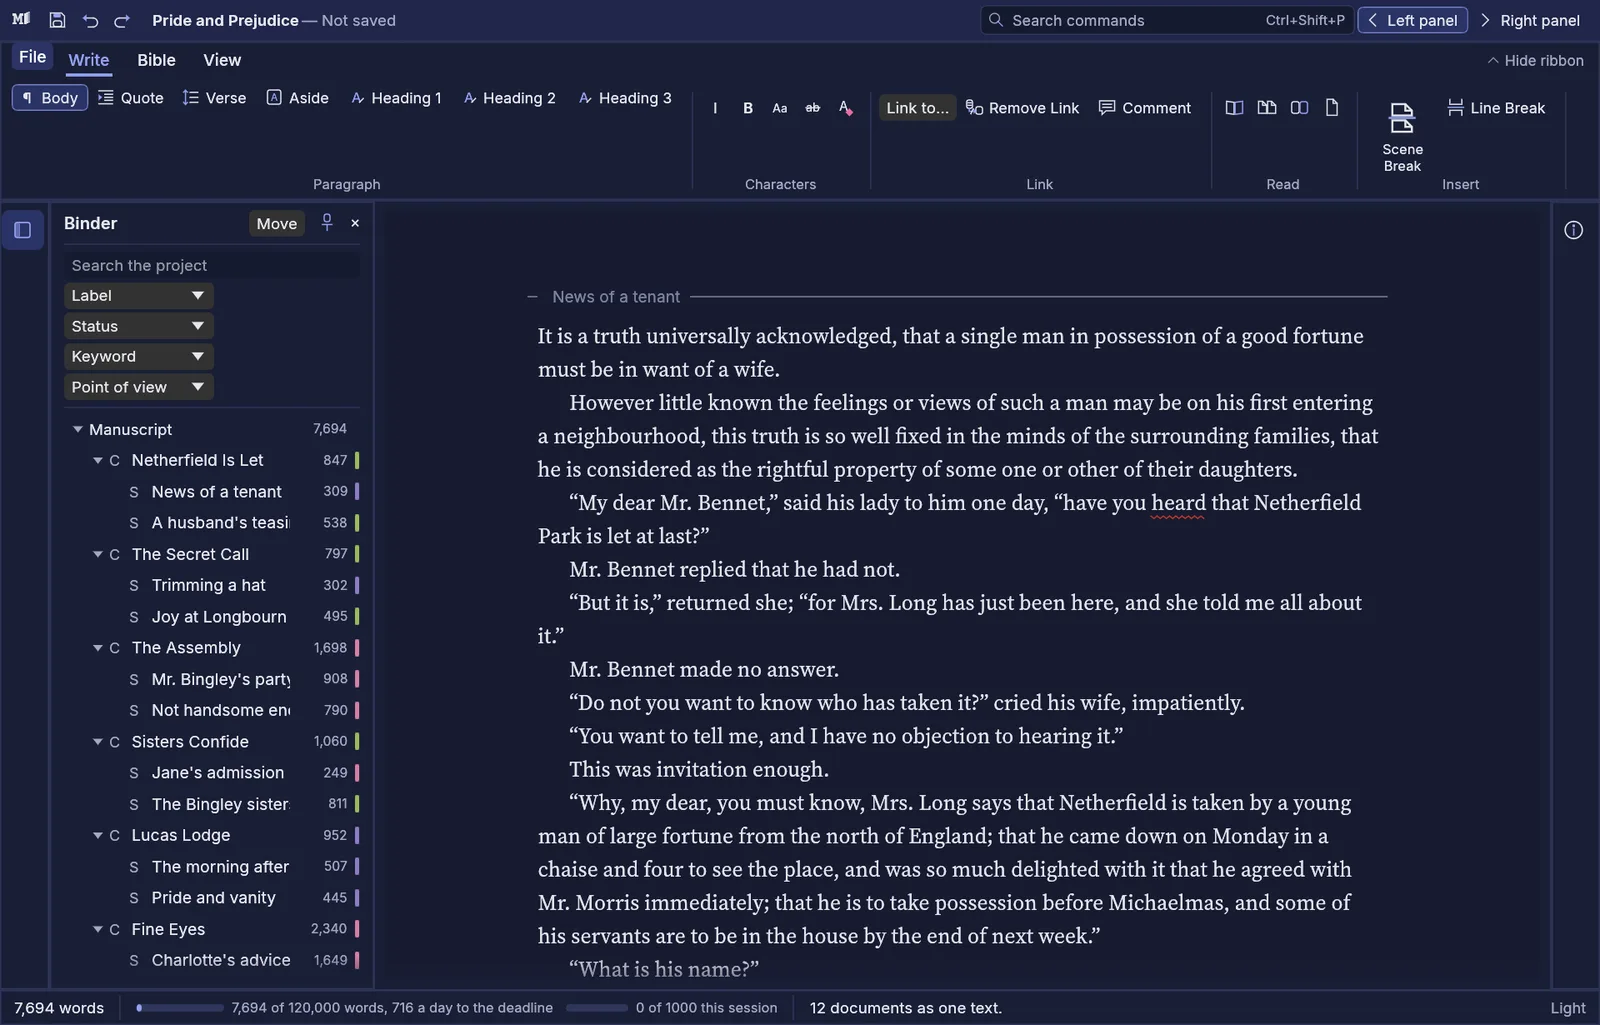 Pride and Prejudice — Not saved
Search commands Ctrl+Shift+P
Left panel
Right panel
File Write Bible View
Hide ribbon
¶ Body Quote Verse Aside Heading 1 Heading 2 Heading 3
I B Aa ab A
Link to... Remove Link Comment
Scene
Break
Line Break
Paragraph Characters Link Read Insert
Binder Move ×
Search the project
Label
Status
Keyword
Point of view
Manuscript 7,694
C Netherfield Is Let 847
S News of a tenant 309
S A husband's teasi 538
C The Secret Call 797
S Trimming a hat 302
S Joy at Longbourn 495
C The Assembly 1,698
S Mr. Bingley's party 908
S Not handsome en 790
C Sisters Confide 1,060
S Jane's admission 249
S The Bingley sister 811
C Lucas Lodge 952
S The morning after 507
S Pride and vanity 445
C Fine Eyes 2,340
S Charlotte's advice 1,649
News of a tenant
It is a truth universally acknowledged, that a single man in possession of a good fortune
must be in want of a wife.
However little known the feelings or views of such a man may be on his first entering
a neighbourhood, this truth is so well fixed in the minds of the surrounding families, that
he is considered as the rightful property of some one or other of their daughters.
“My dear Mr. Bennet,” said his lady to him one day, “have you heard that Netherfield
Park is let at last?”
Mr. Bennet replied that he had not.
“But it is,” returned she; “for Mrs. Long has just been here, and she told me all about
it.”
Mr. Bennet made no answer.
“Do not you want to know who has taken it?” cried his wife, impatiently.
“You want to tell me, and I have no objection to hearing it.”
This was invitation enough.
“Why, my dear, you must know, Mrs. Long says that Netherfield is taken by a young
man of large fortune from the north of England; that he came down on Monday in a
chaise and four to see the place, and was so much delighted with it that he agreed with
Mr. Morris immediately; that he is to take possession before Michaelmas, and some of
his servants are to be in the house by the end of next week.”
“What is his name?”
7,694 words
7,694 of 120,000 words, 716 a day to the deadline
0 of 1000 this session
12 documents as one text.
Light